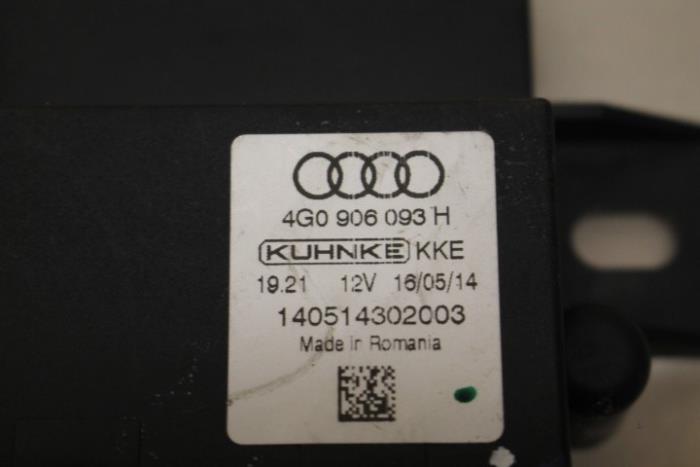 4G0 906 093 H
KUHNKE KKE
19.21 12V 16/05/14
140514302003
Made in Romania